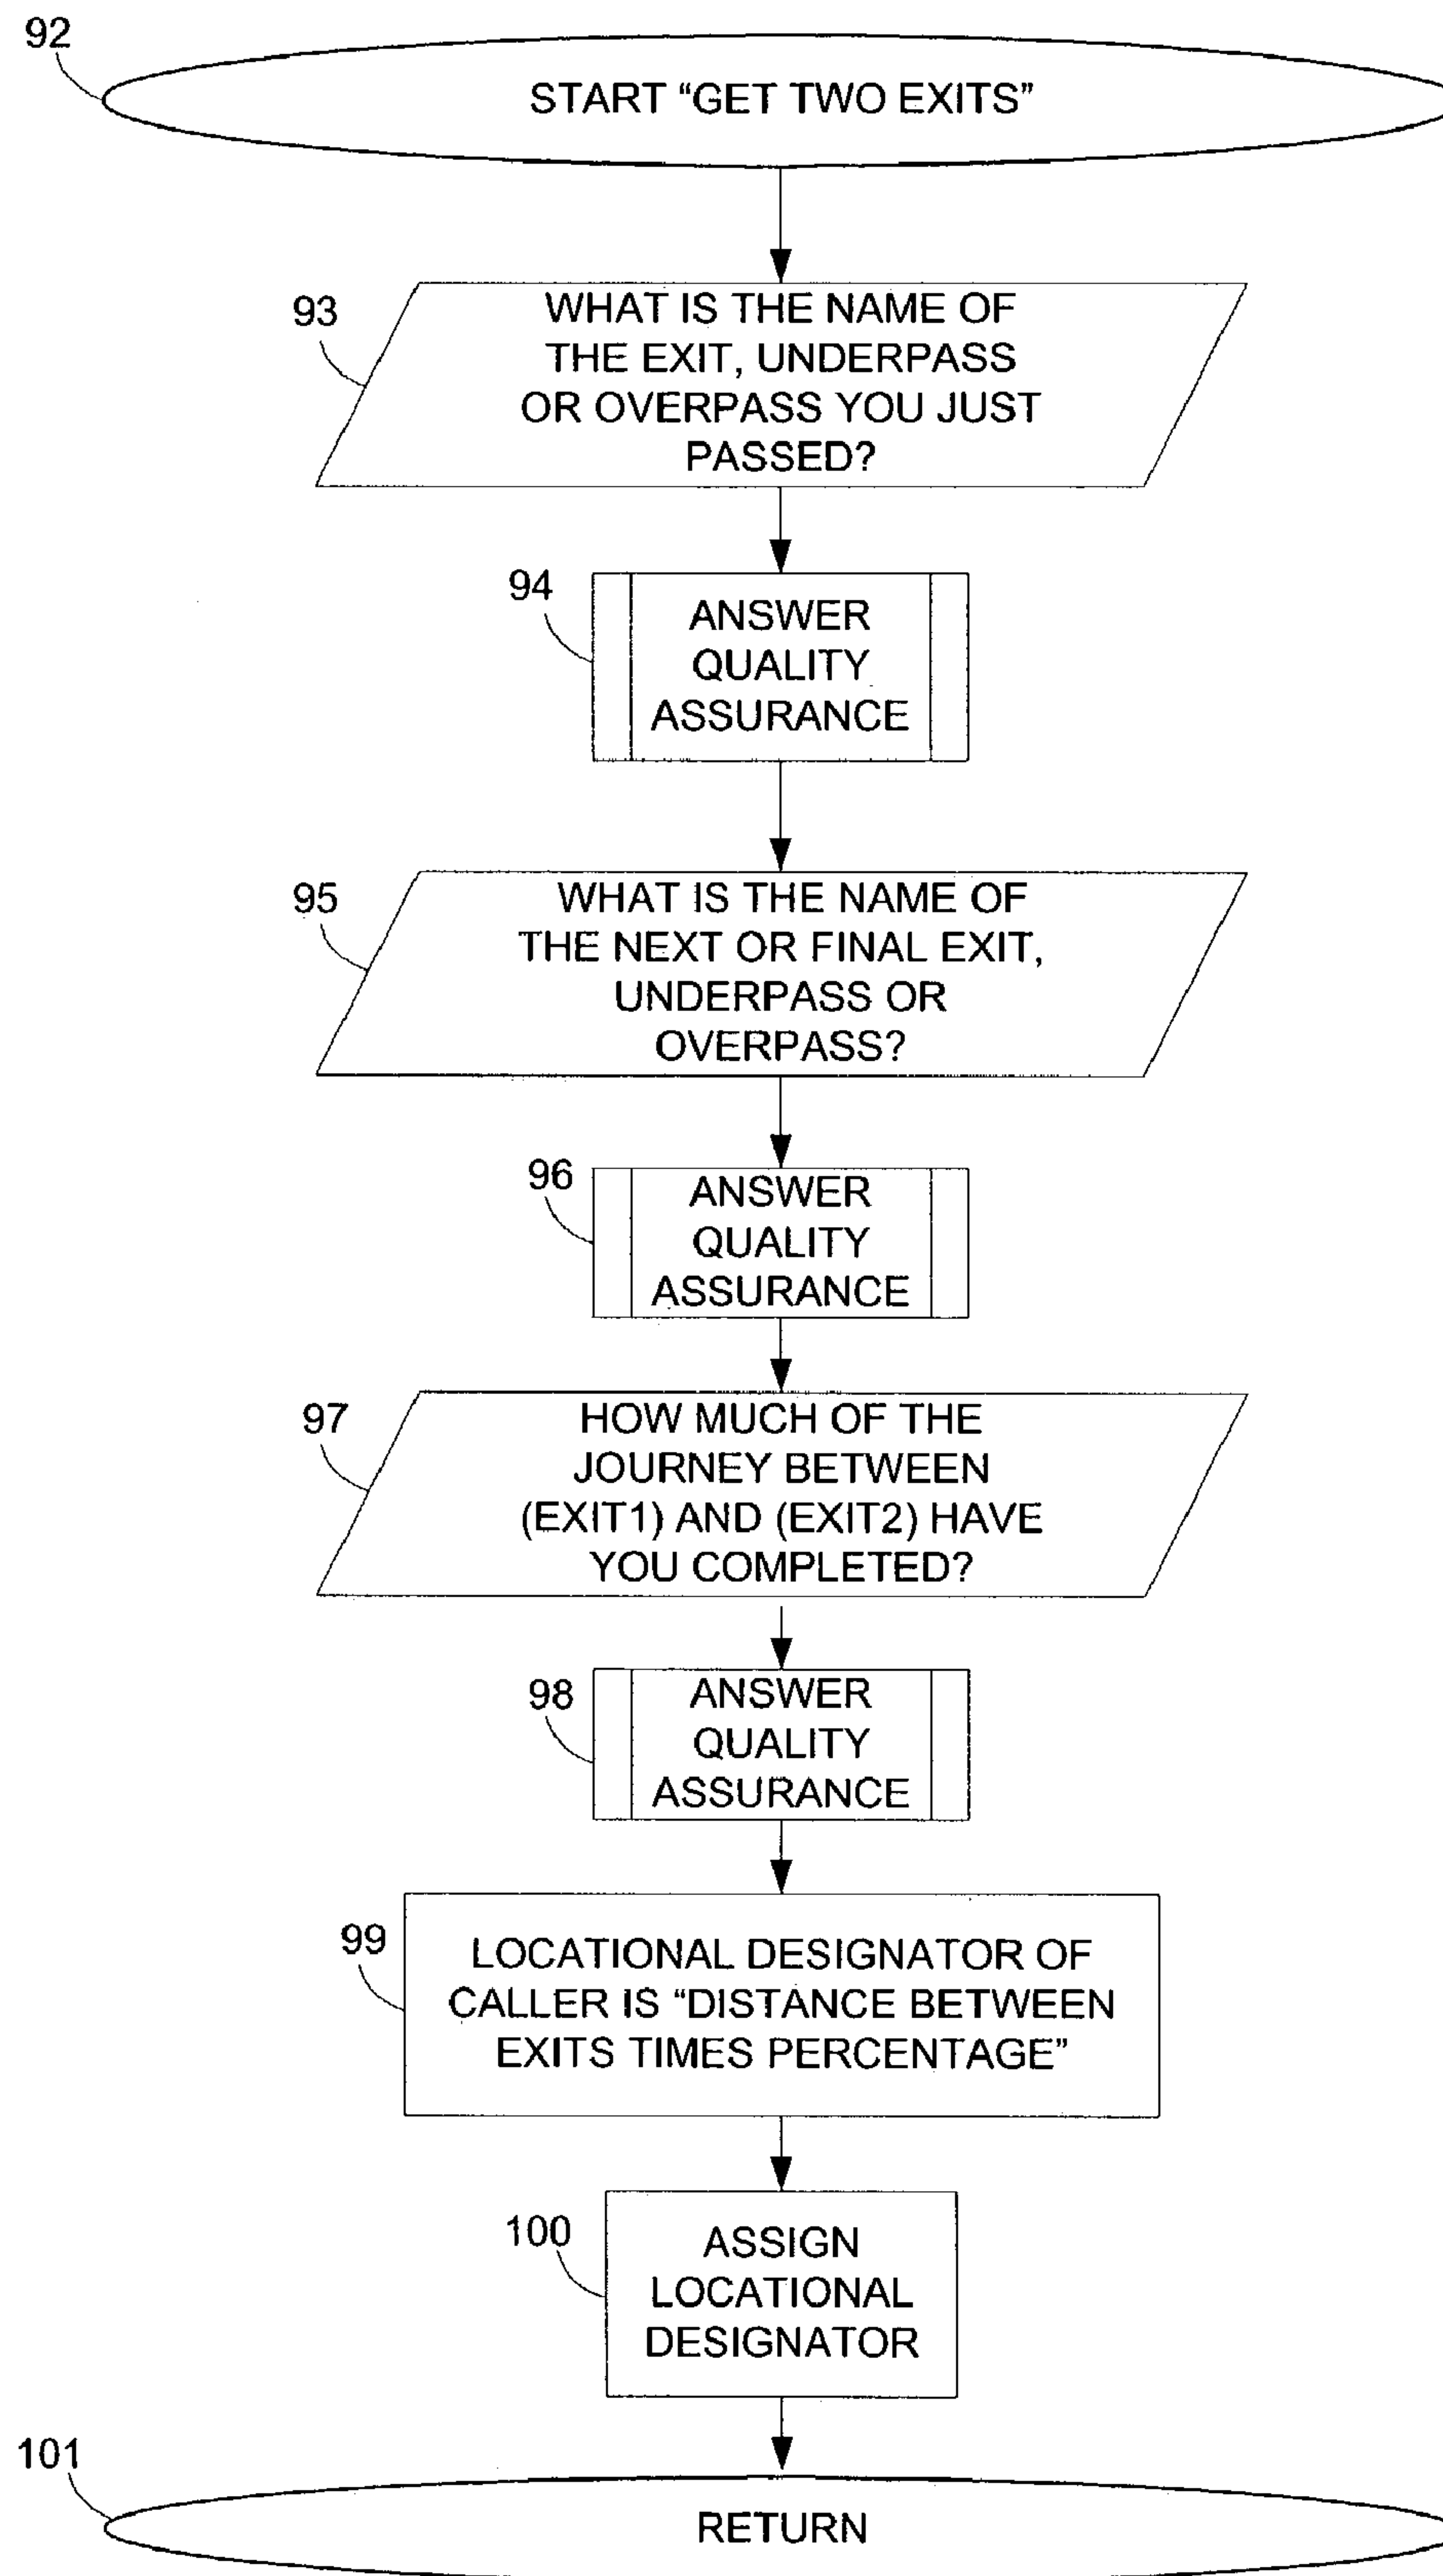 92
START “GET TWO EXITS”
93
WHAT IS THE NAME OF
THE EXIT, UNDERPASS
OR OVERPASS YOU JUST
PASSED?
94
ANSWER
QUALITY
ASSURANCE
95
WHAT IS THE NAME OF
THE NEXT OR FINAL EXIT,
UNDERPASS OR
OVERPASS?
96
ANSWER
QUALITY
ASSURANCE
97
HOW MUCH OF THE
JOURNEY BETWEEN
(EXIT1) AND (EXIT2) HAVE
YOU COMPLETED?
98
ANSWER
QUALITY
ASSURANCE
99
LOCATIONAL DESIGNATOR OF
CALLER IS “DISTANCE BETWEEN
EXITS TIMES PERCENTAGE”
100
ASSIGN
LOCATIONAL
DESIGNATOR
101
RETURN